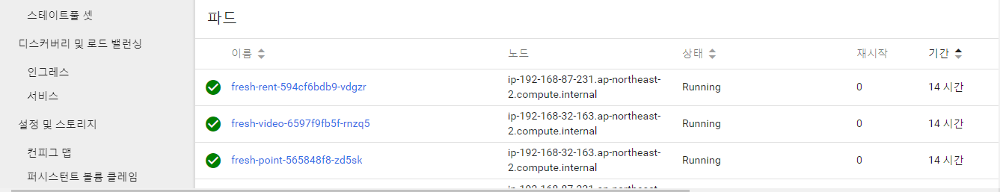 스테이트풀 셋
디스커버리 및 로드 밸런싱
인그레스
서비스
설정 및 스토리지
컨피그 맵
퍼시스턴트 볼륨 클레임
파드
이름 노드 상태 재시작 기간
fresh-rent-594cf6bdb9-vdgzr ip-192-168-87-231.ap-northeast- Running 0 14 시간
2.compute.internal
fresh-video-6597f9fb5f-rnzq5 ip-192-168-32-163.ap-northeast- Running 0 14 시간
2.compute.internal
fresh-point-565848f8-zd5sk ip-192-168-32-163.ap-northeast- Running 0 14 시간
2.compute.internal
ip-192-168-87-231.ap-northeast-